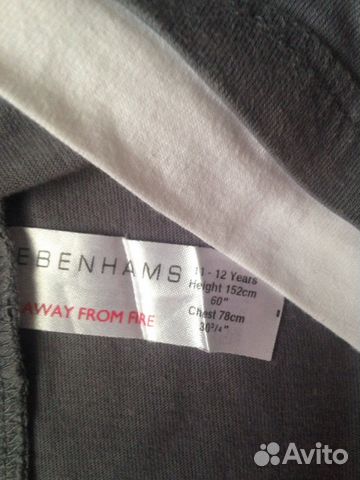 EBENHAMS
AWAY FROM FIRE
11 - 12 Years
Height 152cm
60"
Chest 78cm
30³/₄"
Avito